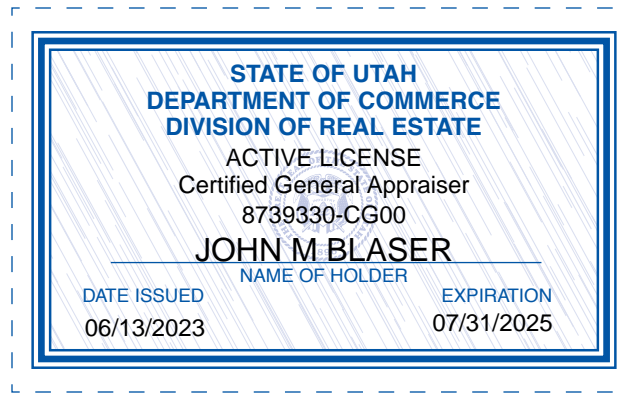 STATE OF UTAH
DEPARTMENT OF COMMERCE
DIVISION OF REAL ESTATE
ACTIVE LICENSE
Certified General Appraiser
8739330-CG00
JOHN M BLASER
NAME OF HOLDER
DATE ISSUED EXPIRATION
06/13/2023 07/31/2025